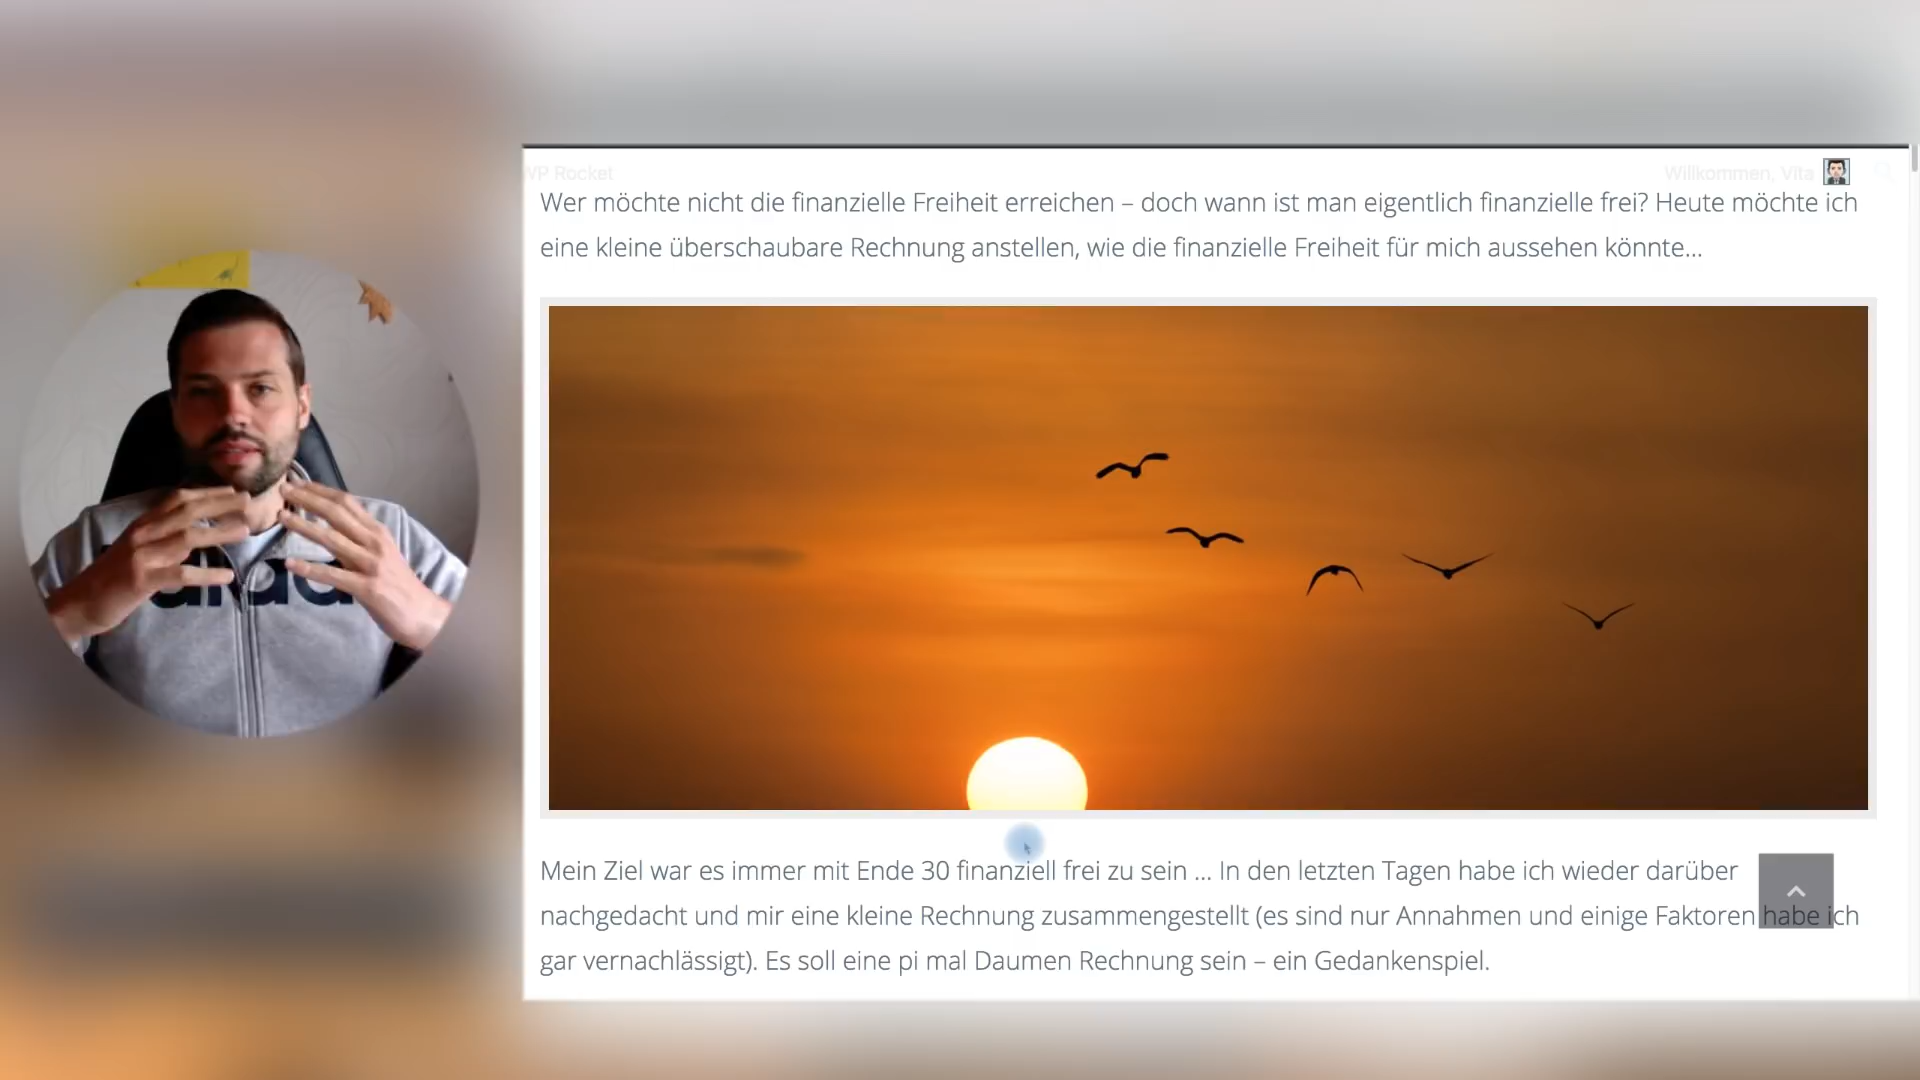 WP Rocket
Willkommen, Vita
Wer möchte nicht die finanzielle Freiheit erreichen – doch wann ist man eigentlich finanzielle frei? Heute möchte ich
eine kleine überschaubare Rechnung anstellen, wie die finanzielle Freiheit für mich aussehen könnte...
Mein Ziel war es immer mit Ende 30 finanziell frei zu sein ... In den letzten Tagen habe ich wieder darüber
nachgedacht und mir eine kleine Rechnung zusammengestellt (es sind nur Annahmen und einige Faktoren habe ich
gar vernachlässigt). Es soll eine pi mal Daumen Rechnung sein – ein Gedankenspiel.